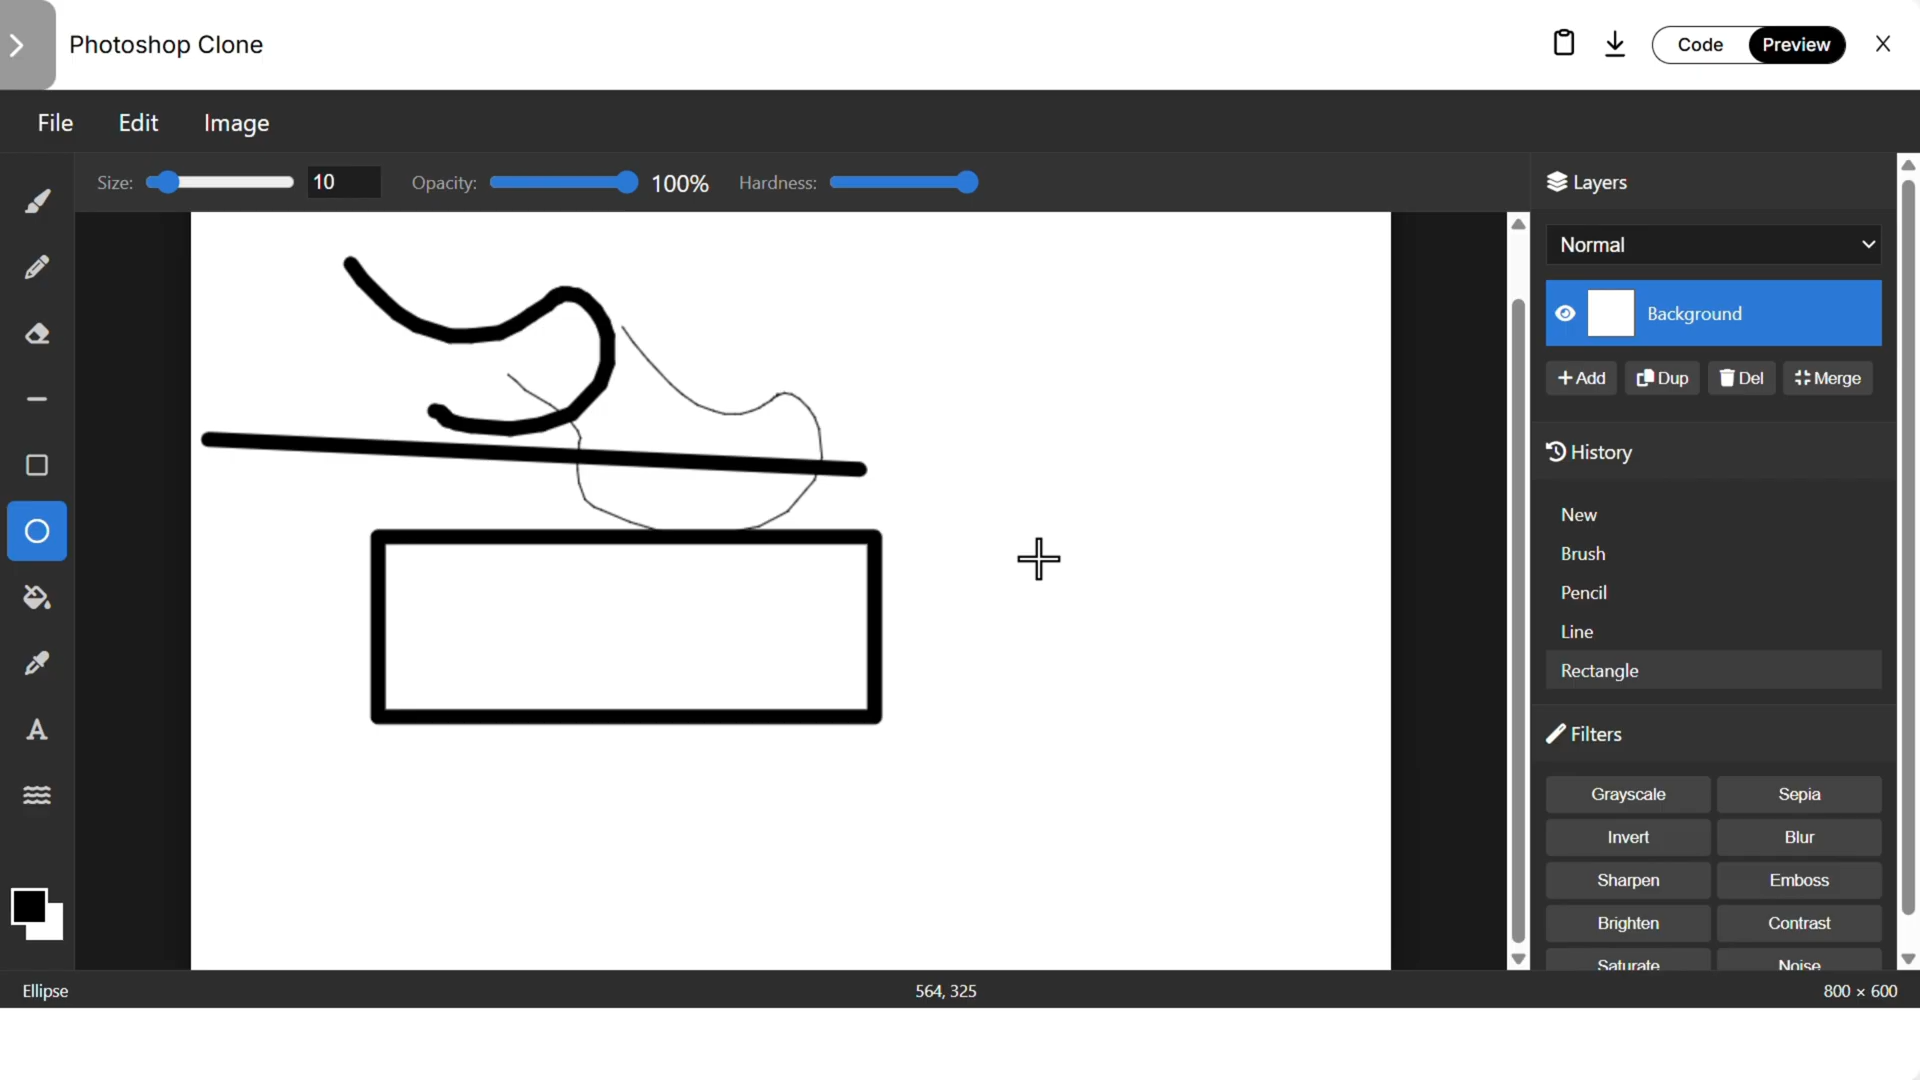 Photoshop Clone
Code
Preview
File
Edit
Image
Size:
10
Opacity:
100%
Hardness:
Layers
Normal
Background
Add
Dup
Del
Merge
History
New
Brush
Pencil
Line
Rectangle
Filters
Grayscale
Sepia
Invert
Blur
Sharpen
Emboss
Brighten
Contrast
Saturate
Noise
Ellipse
564, 325
800 × 600